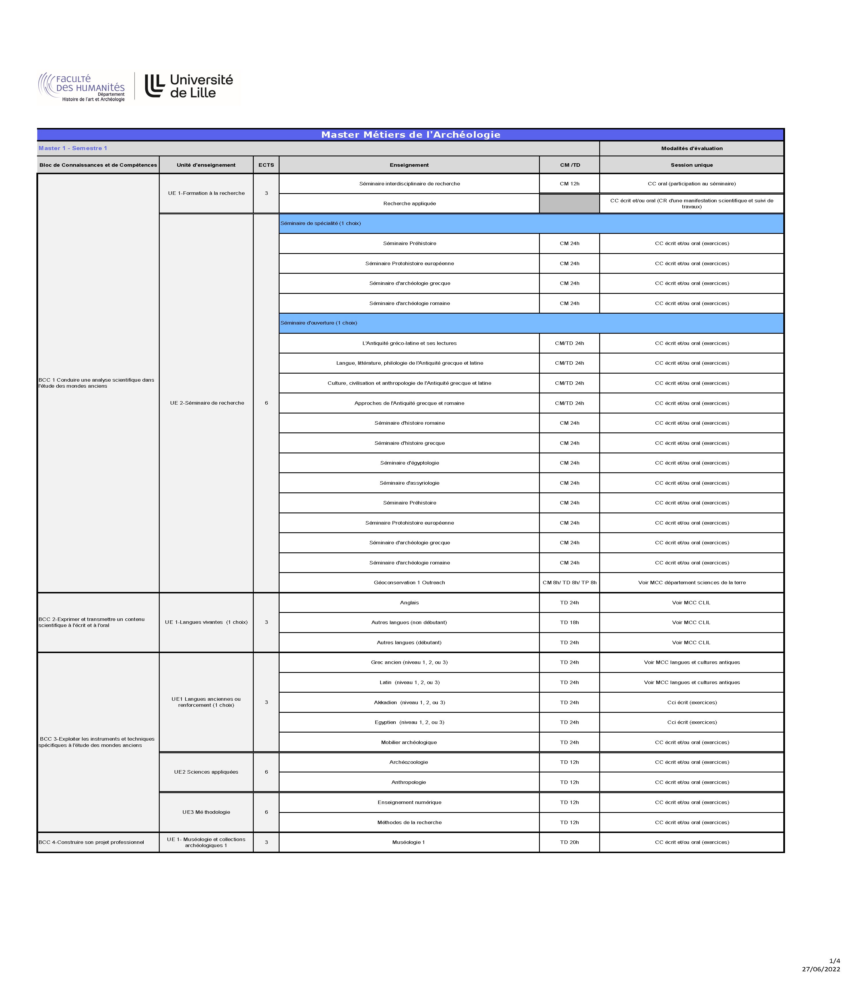 FACULTÉ
DES HUMANITÉS
Département
Histoire de l'art et Archéologie
Université
de Lille
Master Métiers de l'Archéologie
Master 1 - Semestre 1
Modalités d'évaluation
Bloc de Connaissances et de Compétences Unité d'enseignement ECTS Enseignement CM /TD Session unique
BCC 1 Conduire une analyse scientifique dans
l'étude des mondes anciens
UE 1-Formation à la recherche 3
Séminaire interdisciplinaire de recherche CM 12h CC oral (participation au séminaire)
Recherche appliquée CC écrit et/ou oral (CR d'une manifestation scientifique et suivi de
travaux)
UE 2-Séminaire de recherche 6
Séminaire de spécialité (1 choix)
Séminaire Préhistoire CM 24h CC écrit et/ou oral (exercices)
Séminaire Protohistoire européenne CM 24h CC écrit et/ou oral (exercices)
Séminaire d'archéologie grecque CM 24h CC écrit et/ou oral (exercices)
Séminaire d'archéologie romaine CM 24h CC écrit et/ou oral (exercices)
Séminaire d'ouverture (1 choix)
L'Antiquité gréco-latine et ses lectures CM/TD 24h CC écrit et/ou oral (exercices)
Langue, littérature, philologie de l'Antiquité grecque et latine CM/TD 24h CC écrit et/ou oral (exercices)
Culture, civilisation et anthropologie de l'Antiquité grecque et latine CM/TD 24h CC écrit et/ou oral (exercices)
Approches de l'Antiquité grecque et romaine CM/TD 24h CC écrit et/ou oral (exercices)
Séminaire d'histoire romaine CM 24h CC écrit et/ou oral (exercices)
Séminaire d'histoire grecque CM 24h CC écrit et/ou oral (exercices)
Séminaire d'égyptologie CM 24h CC écrit et/ou oral (exercices)
Séminaire d'assyriologie CM 24h CC écrit et/ou oral (exercices)
Séminaire Préhistoire CM 24h CC écrit et/ou oral (exercices)
Séminaire Protohistoire européenne CM 24h CC écrit et/ou oral (exercices)
Séminaire d'archéologie grecque CM 24h CC écrit et/ou oral (exercices)
Séminaire d'archéologie romaine CM 24h CC écrit et/ou oral (exercices)
Géoconservation 1 Outreach CM 8h/ TD 8h/ TP 8h Voir MCC département sciences de la terre
BCC 2-Exprimer et transmettre un contenu
scientifique à l'écrit et à l'oral
UE 1-Langues vivantes (1 choix) 3
Anglais TD 24h Voir MCC CLIL
Autres langues (non débutant) TD 18h Voir MCC CLIL
Autres langues (débutant) TD 24h Voir MCC CLIL
BCC 3-Exploiter les instruments et techniques
spécifiques à l'étude des mondes anciens
UE1 Langues anciennes ou
renforcement (1 choix) 3
Grec ancien (niveau 1, 2, ou 3) TD 24h Voir MCC langues et cultures antiques
Latin (niveau 1, 2, ou 3) TD 24h Voir MCC langues et cultures antiques
Akkadien (niveau 1, 2, ou 3) TD 24h Cci écrit (exercices)
Egyptien (niveau 1, 2, ou 3) TD 24h Cci écrit (exercices)
Mobilier archéologique TD 24h CC écrit et/ou oral (exercices)
UE2 Sciences appliquées 6
Archéozoologie TD 12h CC écrit et/ou oral (exercices)
Anthropologie TD 12h CC écrit et/ou oral (exercices)
UE3 Mé thodologie 6
Enseignement numérique TD 12h CC écrit et/ou oral (exercices)
Méthodes de la recherche TD 12h CC écrit et/ou oral (exercices)
BCC 4-Construire son projet professionnel
UE 1- Muséologie et collections
archéologiques 1 3
Muséologie 1 TD 20h CC écrit et/ou oral (exercices)
1/4
27/06/2022